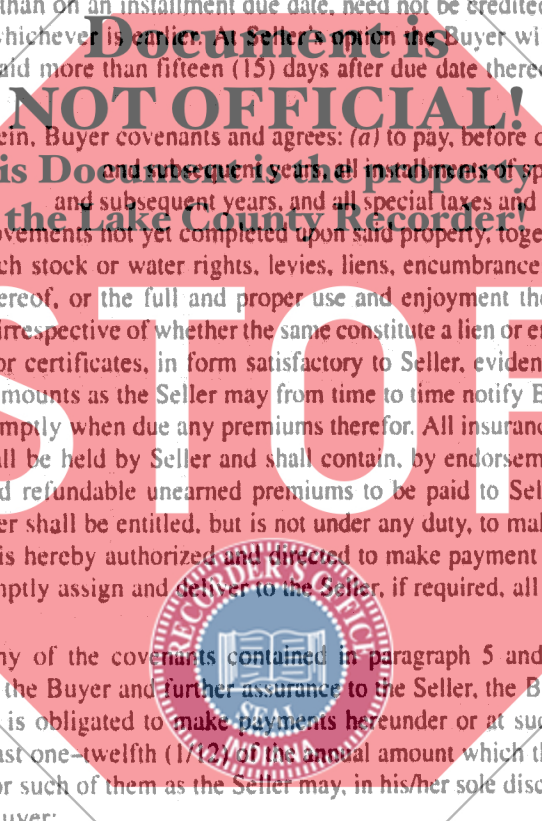 than on an installment due date, need not be credited
Document is
whichever is earlier. At Seller's option the Buyer wi
aid more than fifteen (15) days after due date there
NOT OFFICIAL!
ein, Buyer covenants and agrees: (a) to pay, before
is Document is the property
and subsequent years, all installments of sp
and subsequent years, and all special taxes and
the Lake County Recorder!
ovements not yet completed upon said property, toge
ch stock or water rights, levies, liens, encumbrance
ereof, or the full and proper use and enjoyment the
STOP
irrespective of whether the same constitute a lien or e
or certificates, in form satisfactory to Seller, eviden
mounts as the Seller may from time to time notify B
mptly when due any premiums therefor. All insuranc
all be held by Seller and shall contain, by endorsem
d refundable unearned premiums to be paid to Sel
er shall be entitled, but is not under any duty, to mak
is hereby authorized and directed to make payment
mptly assign and deliver to the Seller, if required, all
RECORDER'S OFFICE
ny of the covenants contained in paragraph 5 and
the Buyer and further assurance to the Seller, the B
SEAL
is obligated to make payments hereunder or at suc
INDIANA
ast one-twelfth (1/12) of the annual amount which th
or such of them as the Seller may, in his/her sole disc
uyer: